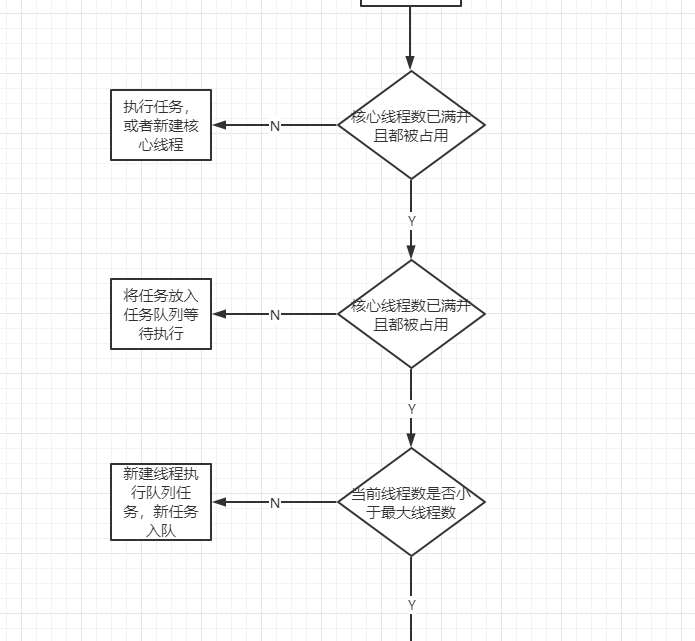 核心线程数已满并
且都被占用
N
执行任务，
或者新建核
心线程
Y
核心线程数已满并
且都被占用
N
将任务放入
任务队列等
待执行
Y
当前线程数是否小
于最大线程数
N
新建线程执
行队列任
务，新任务
入队
Y